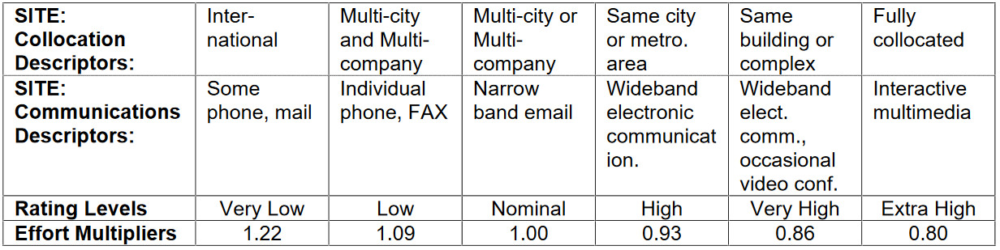 SITE: Collocation Descriptors: Inter-national Multi-city and Multi-company Multi-city or Multi-company Same city or metro. area Same building or complex Fully collocated
SITE: Communications Descriptors: Some phone, mail Individual phone, FAX Narrow band email Wideband electronic communicat ion. Wideband elect. comm., occasional video conf. Interactive multimedia
Rating Levels Very Low Low Nominal High Very High Extra High
Effort Multipliers 1.22 1.09 1.00 0.93 0.86 0.80